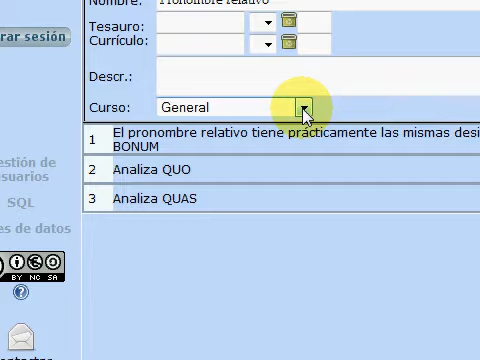 Nombre: Pronombre relativo
Tesauro:
rar sesión
Currículo:
Descr.:
Curso: General
1 El pronombre relativo tiene prácticamente las mismas desi
BONUM
2 Analiza QUO
3 Analiza QUAS
estión de
suarios
SQL
es de datos
BY NC SA
?